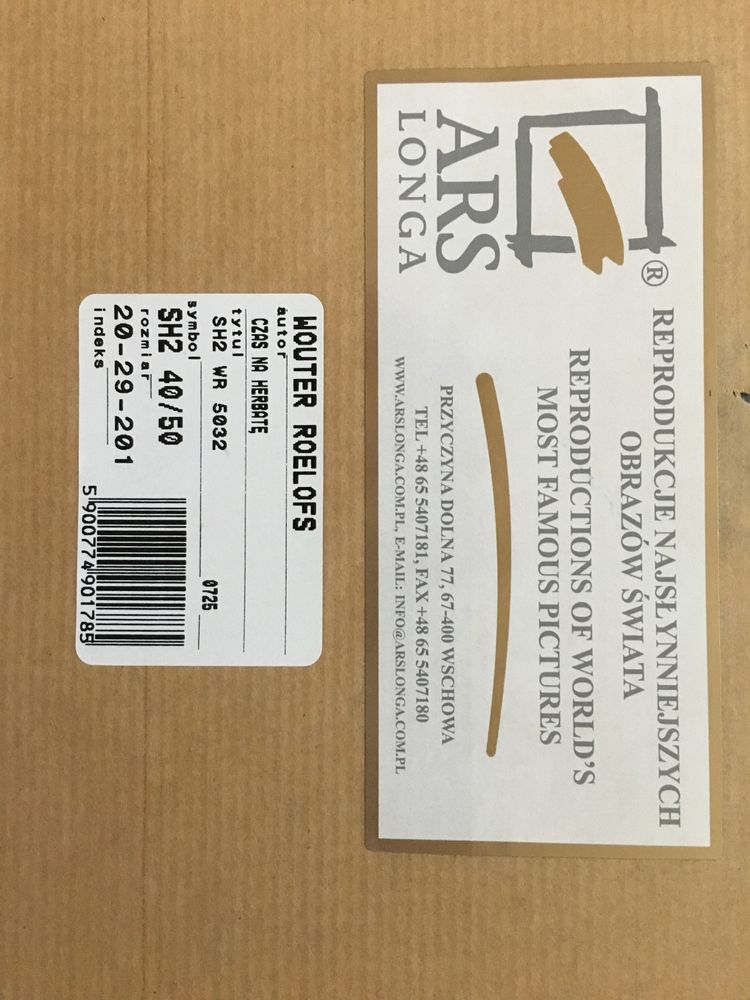 ARS
LONGA
®
REPRODUKCJE NAJSŁYNNIEJSZYCH
OBRAZÓW ŚWIATA
REPRODUCTIONS OF WORLD'S
MOST FAMOUS PICTURES
PRZYCZYNA DOLNA 77, 67-400 WSCHOWA
TEL +48 65 5407181, FAX +48 65 5407180
WWW.ARSLONGA.COM.PL, E-MAIL: INFO@ARSLONGA.COM.PL
WOUTER ROELOFS
autor
CZAS NA HERBATĘ
tytuł
SH2 WR 5032
0725
symbol
SH2 40/50
rozmiar
20-29-201
indeks
5900774901785